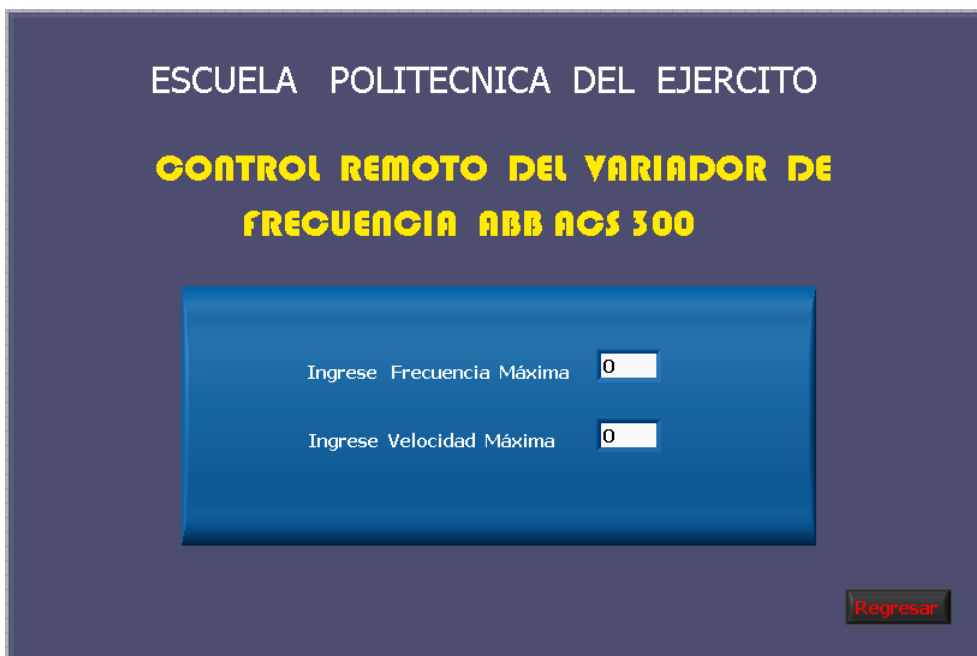 ESCUELA POLITECNICA DEL EJERCITO
CONTROL REMOTO DEL VARIADOR DE
FRECUENCIA ABB ACS 300
Ingrese Frecuencia Máxima 0
Ingrese Velocidad Máxima 0
Regresar